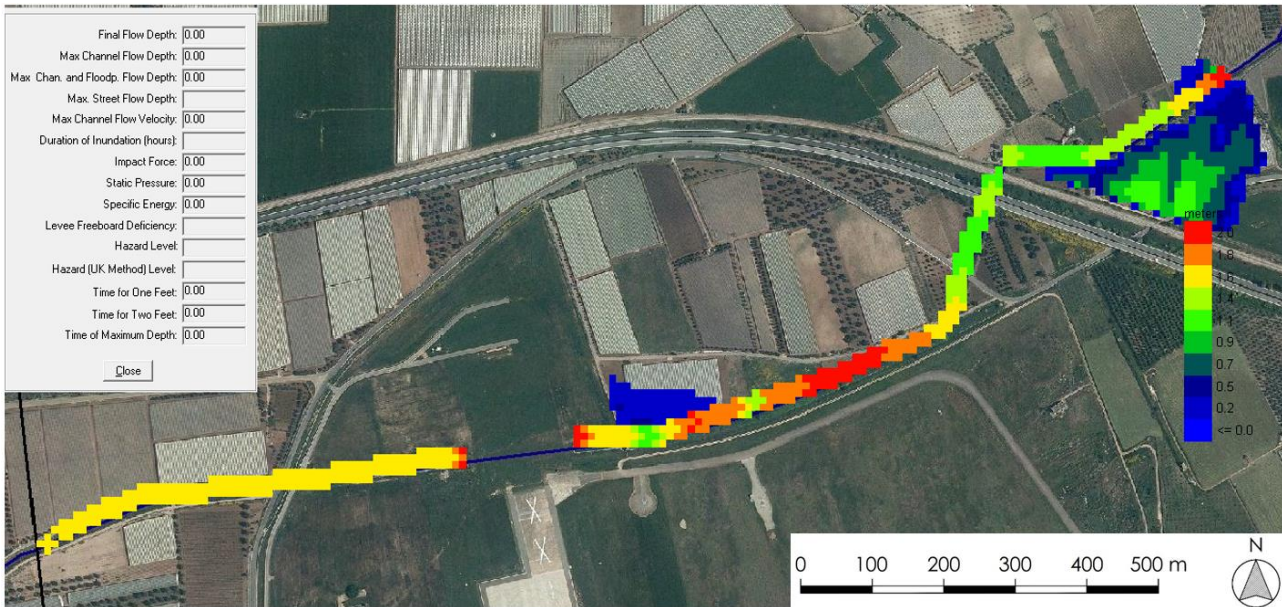 Final Flow Depth: 0.00
Max Channel Flow Depth: 0.00
Max Chan. and Floodp. Flow Depth: 0.00
Max. Street Flow Depth:
Max Channel Flow Velocity: 0.00
Duration of Inundation (hours):
Impact Force: 0.00
Static Pressure: 0.00
Specific Energy: 0.00
Levee Freeboard Deficiency:
Hazard Level:
Hazard (UK Method) Level:
Time for One Feet: 0.00
Time for Two Feet: 0.00
Time of Maximum Depth: 0.00
Close
meter
2.0
1.8
1.6
1.4
1.1
0.9
0.7
0.5
0.2
<= 0.0
0 100 200 300 400 500 m
N